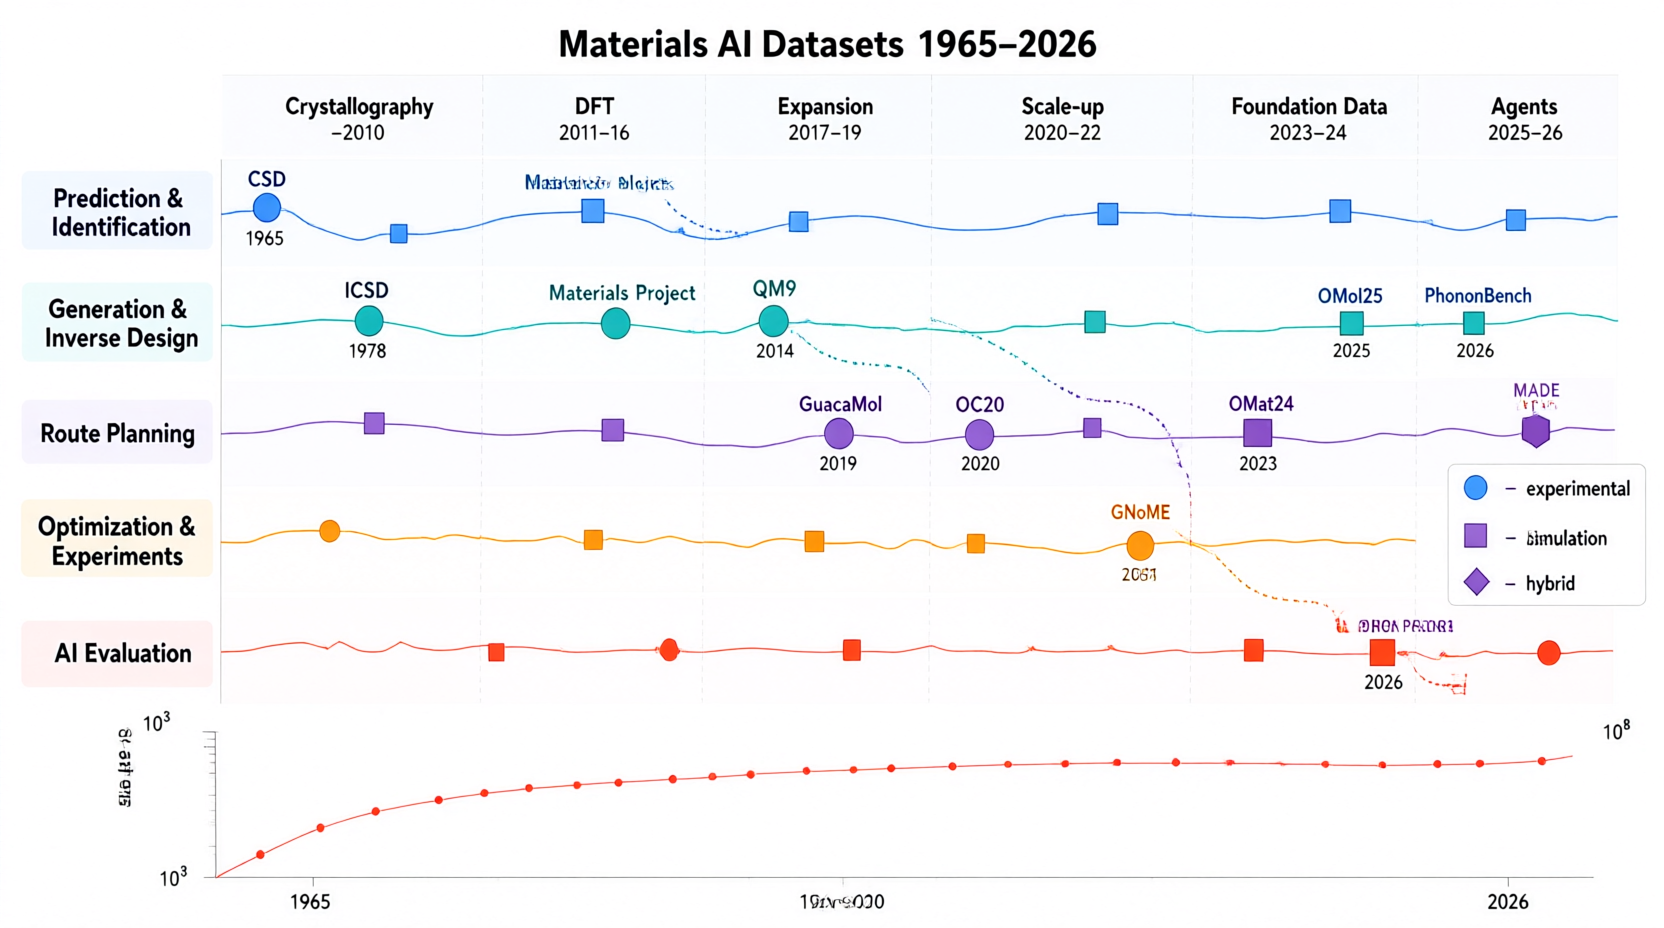 Materials AI Datasets 1965–2026
Crystallography
–2010
DFT
2011–16
Expansion
2017–19
Scale-up
2020–22
Foundation Data
2023–24
Agents
2025–26
Prediction &
Identification
CSD
1965
Generation &
Inverse Design
ICSD
1978
Materials Project
QM9
2014
OMol25
2025
PhononBench
2026
Route Planning
GuacaMol
2019
OC20
2020
OMat24
2023
MADE
Optimization &
Experiments
GNoME
– experimental
– simulation
– hybrid
AI Evaluation
2026
10³
10⁸
10³
1965
2026